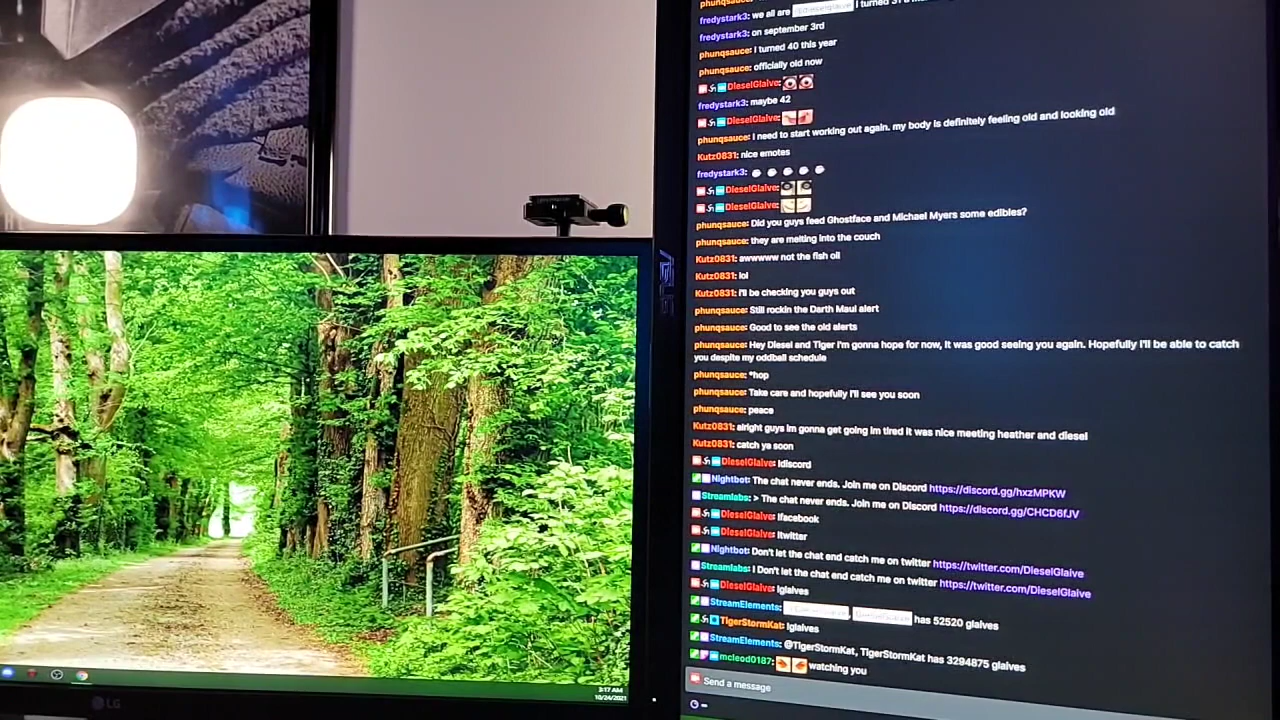 fredystark3: we all are @dieselglaive I turned 31
fredystark3: on september 3rd
phunqsauce: I turned 40 this year
phunqsauce: officially old now
DieselGlaive:
fredystark3: maybe 42
DieselGlaive:
phunqsauce: I need to start working out again. my body is definitely feeling old and looking old
Kutz0831: nice emotes
fredystark3:
DieselGlaive:
DieselGlaive:
phunqsauce: Did you guys feed Ghostface and Michael Myers some edibles?
phunqsauce: they are melting into the couch
Kutz0831: awwwww not the fish oil
Kutz0831: lol
Kutz0831: i'll be checking you guys out
phunqsauce: Still rockin the Darth Maul alert
phunqsauce: Good to see the old alerts
phunqsauce: Hey Diesel and Tiger I'm gonna hope for now, it was good seeing you again. Hopefully I'll be able to catch
you despite my oddball schedule
phunqsauce: *hop
phunqsauce: Take care and hopefully I'll see you soon
phunqsauce: peace
Kutz0831: alright guys im gonna get going im tired it was nice meeting heather and diesel
Kutz0831: catch ya soon
DieselGlaive: !discord
Nightbot: The chat never ends. Join me on Discord https://discord.gg/hxzMPKW
Streamlabs: > The chat never ends. Join me on Discord https://discord.gg/CHCD6fJV
DieselGlaive: !facebook
DieselGlaive: !twitter
Nightbot: Don't let the chat end catch me on twitter https://twitter.com/DieselGlaive
Streamlabs: ! Don't let the chat end catch me on twitter https://twitter.com/DieselGlaive
DieselGlaive: !glaives
StreamElements: has 52520 glaives
TigerStormKat: !glaives
StreamElements: @TigerStormKat, TigerStormKat has 3294875 glaives
mcleod0187: watching you
Send a message
ASUS
LG
3:17 AM
10/24/2021